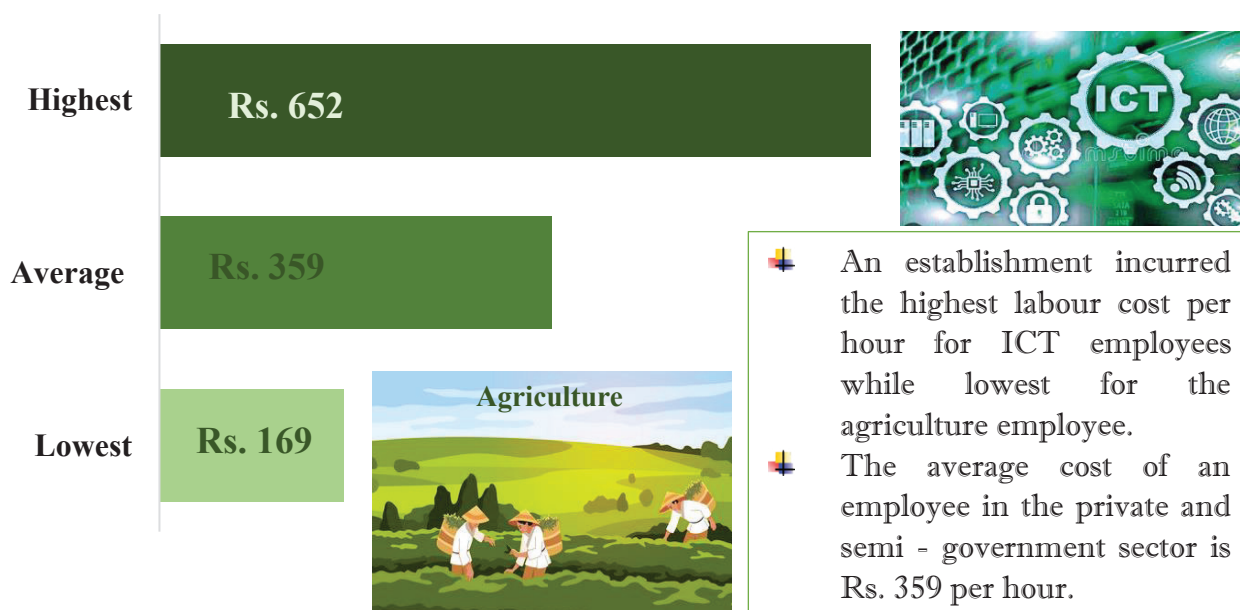 Highest
Rs. 652
ICT
Average
Rs. 359
Lowest
Rs. 169
Agriculture
An establishment incurred
the highest labour cost per
hour for ICT employees
while lowest for the
agriculture employee.
The average cost of an
employee in the private and
semi - government sector is
Rs. 359 per hour.